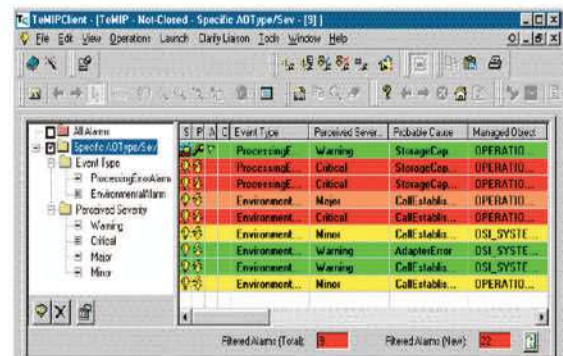 TeMIPClient - [TeMIP - Not-Closed - Specific AOType/Sev - [9] ]
File Edit View Operations Launch Clarify Liaison Tools Window Help
All Alarms
Specific AOType/Sev
Event Type
ProcessingErrorAlarm
EnvironmentalAlarm
Perceived Severity
Warning
Critical
Major
Minor
S P A C Event Type Perceived Sever... Probable Cause Managed Object
ProcessingE... Warning StorageCap... OPERATIO...
ProcessingE... Critical StorageCap... OPERATIO...
ProcessingE... Critical StorageCap... OPERATIO...
Environment... Major CallEstablis... OPERATIO...
Environment... Critical CallEstablis... OPERATIO...
Environment... Minor CallEstablis... OSI_SYSTE...
Environment... Warning AdapterError OSI_SYSTE...
Environment... Warning CallEstablis... OSI_SYSTE...
Environment... Minor CallEstablis... OPERATIO...
Filtered Alarms (Total): 9 Filtered Alarms (New): 22